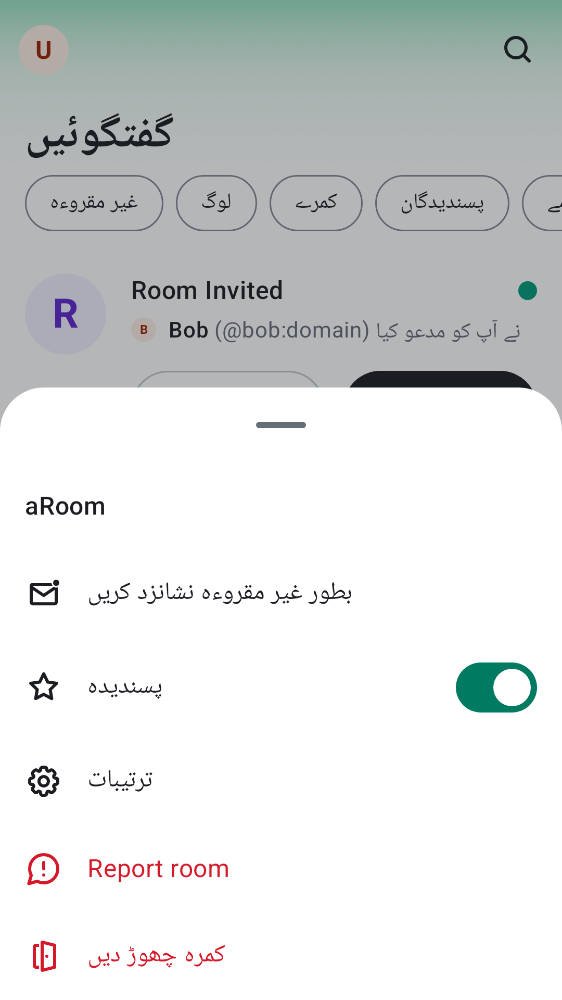 U
گفتگوئیں
غیر مقروءہ
لوگ
کمرے
پسندیدگان
R
Room Invited
B
Bob (@bob:domain) نے آپ کو مدعو کیا
aRoom
بطور غیر مقروءہ نشانزد کریں
پسندیدہ
ترتیبات
Report room
کمرہ چھوڑ دیں